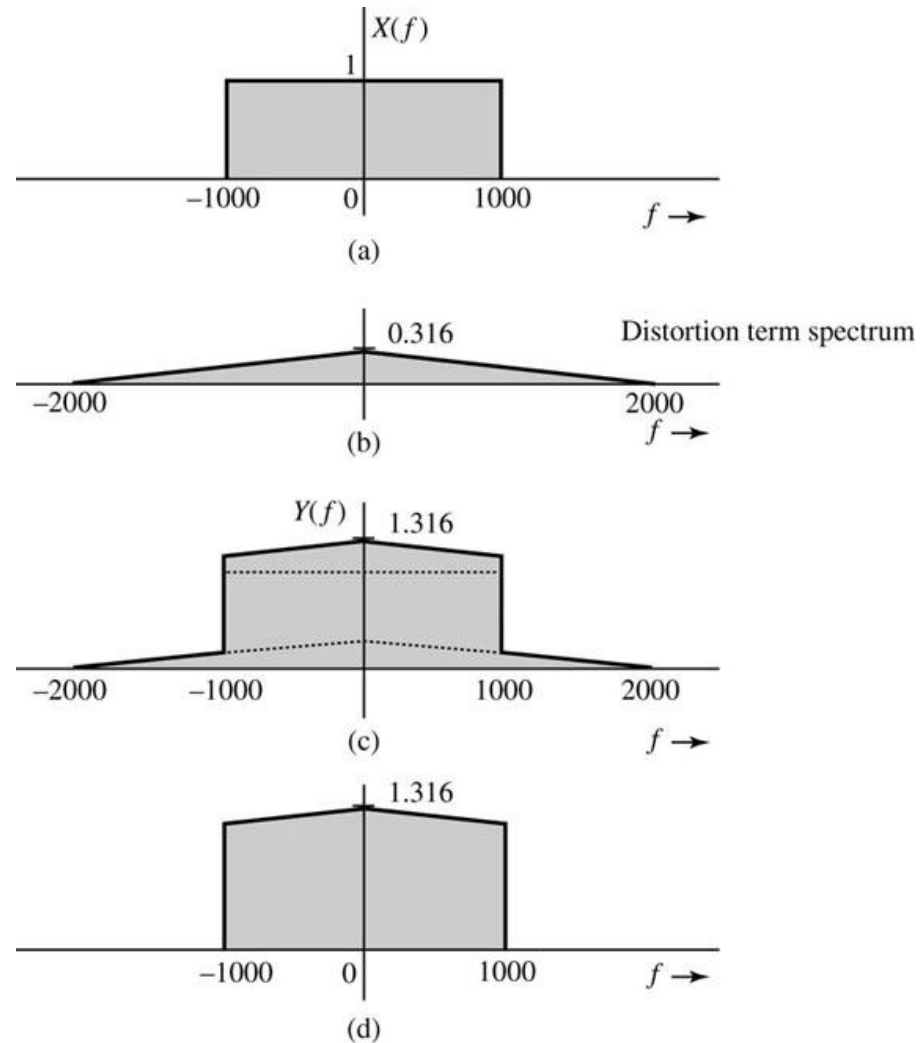 X(f)
1
–1000 0 1000
f →
(a)
0.316
Distortion term spectrum
–2000 2000
f →
(b)
Y(f) 1.316
–2000 –1000 1000 2000
f →
(c)
1.316
–1000 0 1000
f →
(d)